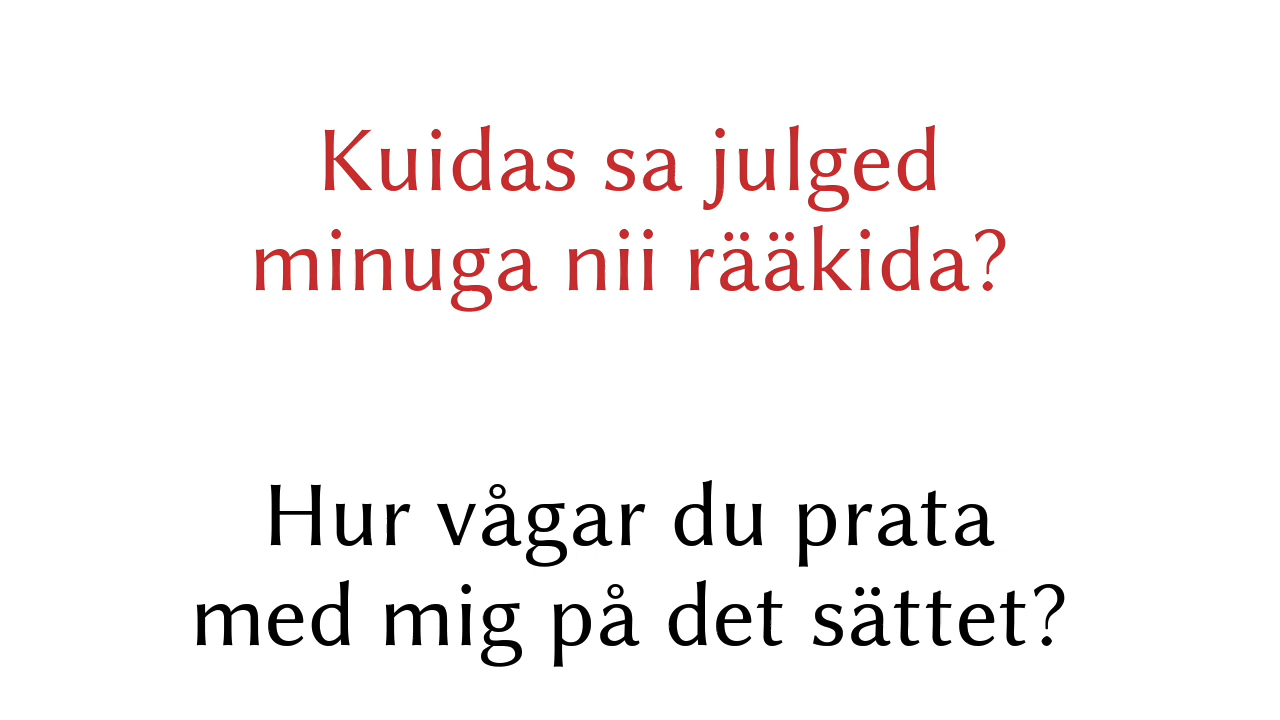 Kuidas sa julged
minuga nii rääkida?
Hur vågar du prata
med mig på det sättet?